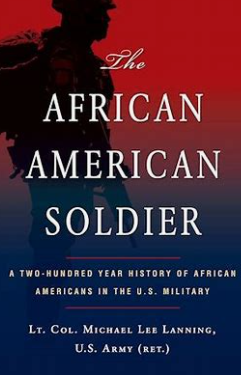 The
AFRICAN
AMERICAN
SOLDIER
A TWO-HUNDRED YEAR HISTORY OF AFRICAN
AMERICANS IN THE U.S. MILITARY
LT. COL. MICHAEL LEE LANNING,
U.S. ARMY (RET.)